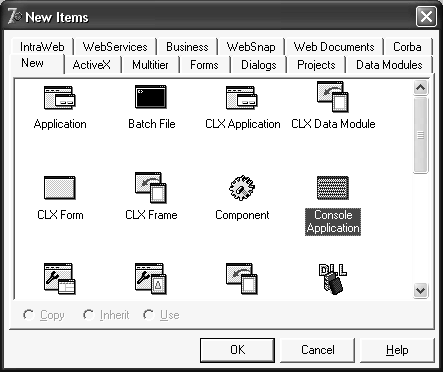 7
New Items
IntraWeb WebServices Business WebSnap Web Documents Corba
New ActiveX Multitier Forms Dialogs Projects Data Modules
Application Batch File CLX Application CLX Data Module
CLX Form CLX Frame Component Console
Application
DLL
Copy Inherit Use
OK Cancel Help